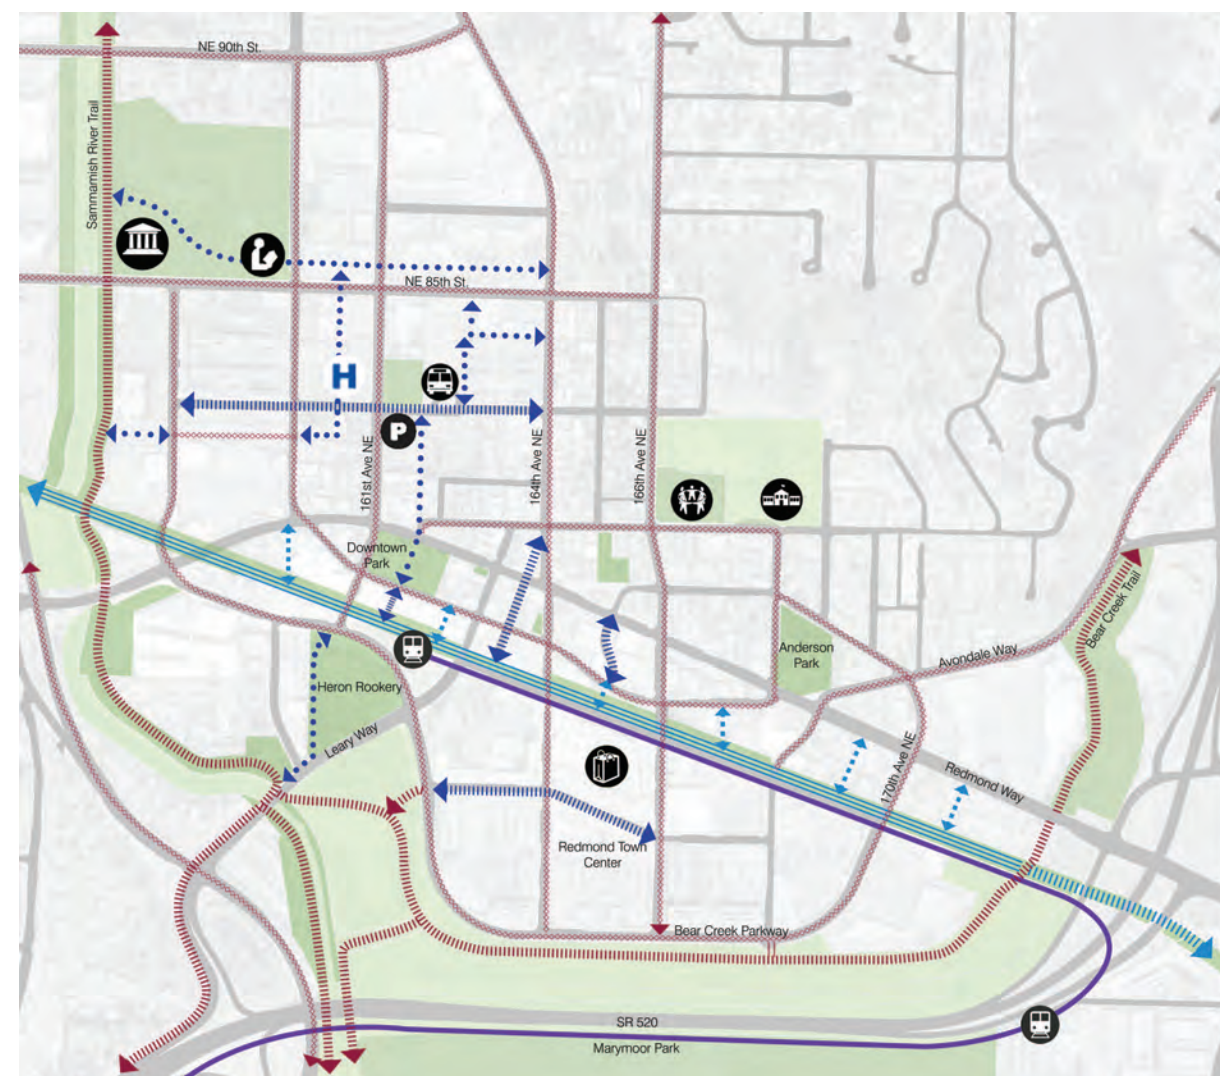 NE 90th St.
Sammamish River Trail
NE 85th St.
H
P
161st Ave NE
164th Ave NE
166th Ave NE
Downtown
Park
Bear Creek Trail
Anderson
Park
Avondale Way
Heron Rookery
Leary Way
170th Ave NE
Redmond Way
Redmond Town
Center
Bear Creek Parkway
SR 520
Marymoor Park